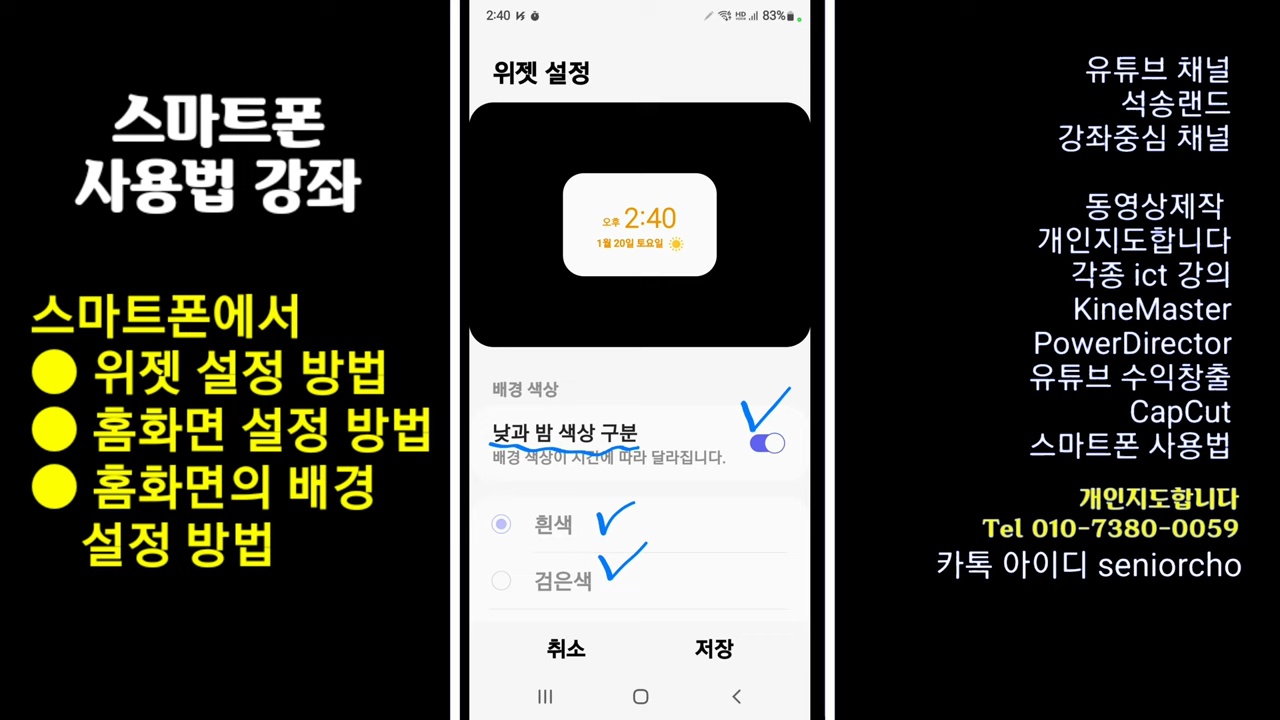 스마트폰
사용법 강좌
스마트폰에서
● 위젯 설정 방법
● 홈화면 설정 방법
● 홈화면의 배경
설정 방법
2:40
HD
83%
위젯 설정
오후 2:40
1월 20일 토요일
배경 색상
낮과 밤 색상 구분
배경 색상이 시간에 따라 달라집니다.
흰색
검은색
취소 저장
유튜브 채널
석송랜드
강좌중심 채널
동영상제작
개인지도합니다
각종 ict 강의
KineMaster
PowerDirector
유튜브 수익창출
CapCut
스마트폰 사용법
개인지도합니다
Tel 010-7380-0059
카톡 아이디 seniorcho